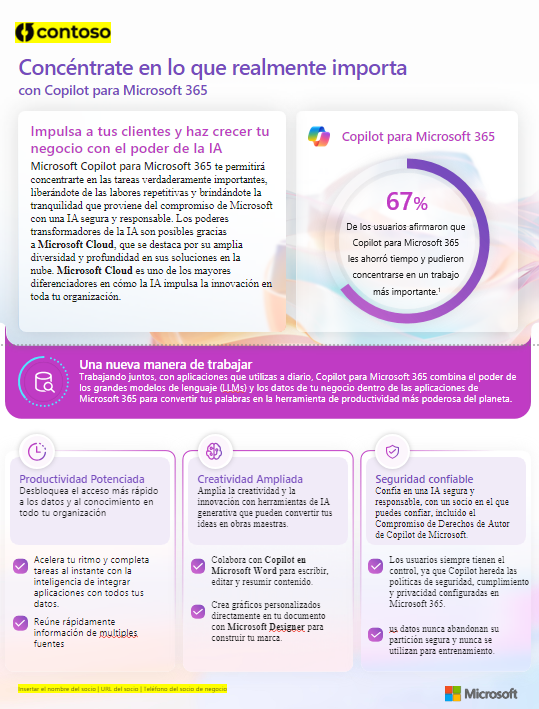 contoso
Concéntrate en lo que realmente importa
con Copilot para Microsoft 365
Impulsa a tus clientes y haz crecer tu
negocio con el poder de la IA
Microsoft Copilot para Microsoft 365 te permitirá
concentrarte en las tareas verdaderamente importantes,
liberándote de las labores repetitivas y brindándote la
tranquilidad que proviene del compromiso de Microsoft
con una IA segura y responsable. Los poderes
transformadores de la IA son posibles gracias
a Microsoft Cloud, que se destaca por su amplia
diversidad y profundidad en sus soluciones en la
nube. Microsoft Cloud es uno de los mayores
diferenciadores en cómo la IA impulsa la innovación en
toda tu organización.
Copilot para Microsoft 365
67%
De los usuarios afirmaron que
Copilot para Microsoft 365
les ahorró tiempo y pudieron
concentrarse en un trabajo
más importante.¹
Una nueva manera de trabajar
Trabajando juntos, con aplicaciones que utilizas a diario, Copilot para Microsoft 365 combina el poder de
los grandes modelos de lenguaje (LLMs) y los datos de tu negocio dentro de las aplicaciones de
Microsoft 365 para convertir tus palabras en la herramienta de productividad más poderosa del planeta.
Productividad Potenciada
Desbloquea el acceso más rápido
a los datos y al conocimiento en
todo tu organización
Acelera tu ritmo y completa
tareas al instante con la
inteligencia de integrar
aplicaciones con todos tus
datos.
Reúne rápidamente
información de multiples
fuentes
Creatividad Ampliada
Amplia la creatividad y la
innovación con herramientas de IA
generativa que pueden convertir tus
ideas en obras maestras.
Colabora con Copilot en
Microsoft Word para escribir,
editar y resumir contenido.
Crea gráficos personalizados
directamente en tu documento
con Microsoft Designer para
construir tu marca.
Seguridad confiable
Confía en una IA segura y
responsable, con un socio en el que
puedes confiar, incluido el
Compromiso de Derechos de Autor
de Copilot de Microsoft.
Los usuarios siempre tienen el
control, ya que Copilot hereda las
políticas de seguridad, cumplimiento
y privacidad configuradas en
Microsoft 365.
us datos nunca abandonan su
partición segura y nunca se
utilizan para entrenamiento.
Insertar el nombre del socio | URL del socio | Teléfono del socio de negocio
Microsoft